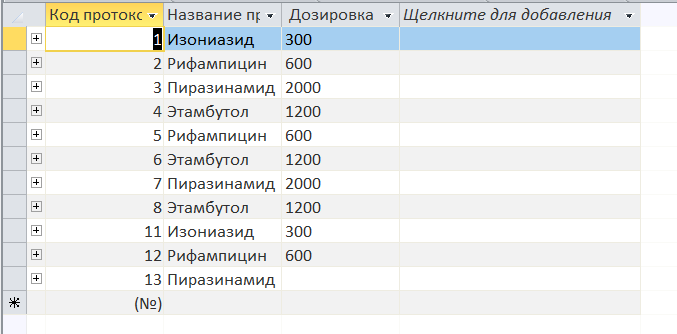 Код протокс Название пр Дозировка Щелкните для добавления
1 Изониазид 300
2 Рифампицин 600
3 Пиразинамид 2000
4 Этамбутол 1200
5 Рифампицин 600
6 Этамбутол 1200
7 Пиразинамид 2000
8 Этамбутол 1200
11 Изониазид 300
12 Рифампицин 600
13 Пиразинамид
(№)